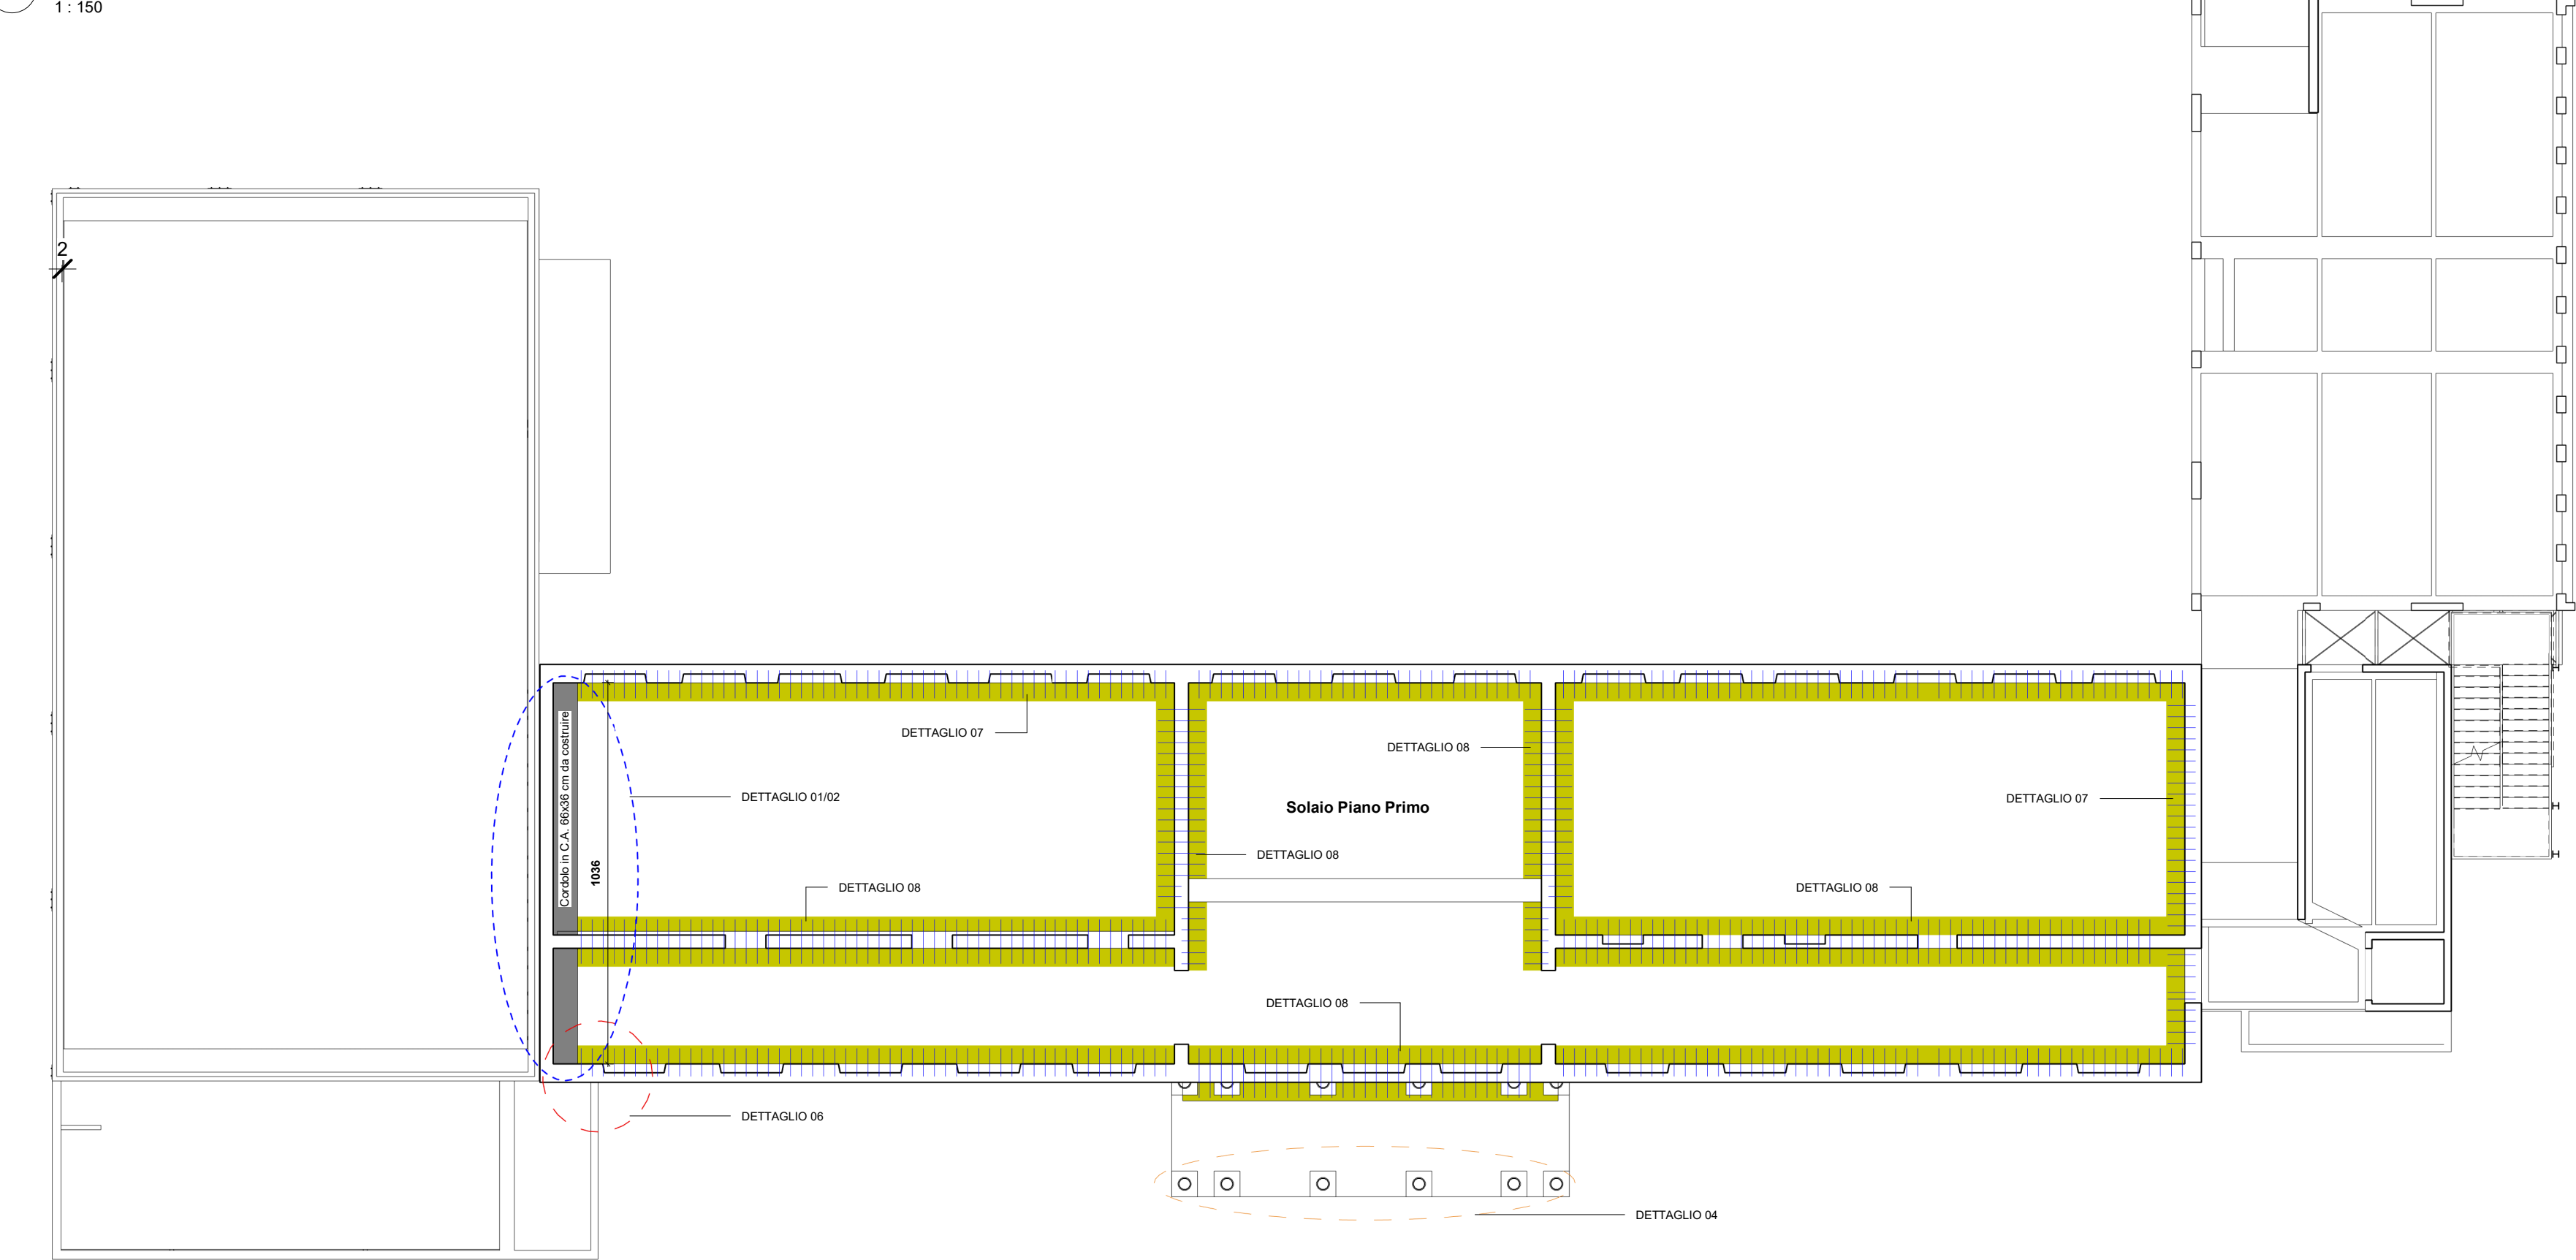 1 : 150
2
Cordolo in C.A. 66x36 cm da costruire
1036
DETTAGLIO 07
DETTAGLIO 08
DETTAGLIO 01/02
Solaio Piano Primo
DETTAGLIO 07
DETTAGLIO 08
DETTAGLIO 08
DETTAGLIO 08
DETTAGLIO 08
DETTAGLIO 06
DETTAGLIO 04